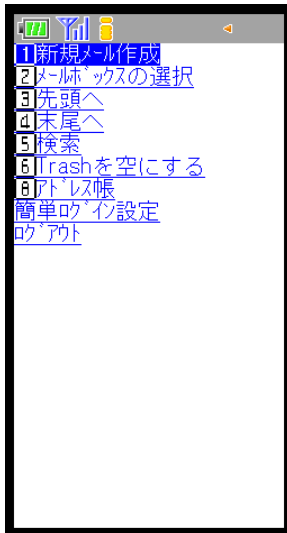 1新規ﾒｰﾙ作成
2ﾒｰﾙﾎﾞｯｸｽの選択
3先頭へ
4末尾へ
5検索
6Trashを空にする
8ｱﾄﾞﾚｽ帳
簡単ﾛｸﾞｲﾝ設定
ﾛｸﾞｱｳﾄ